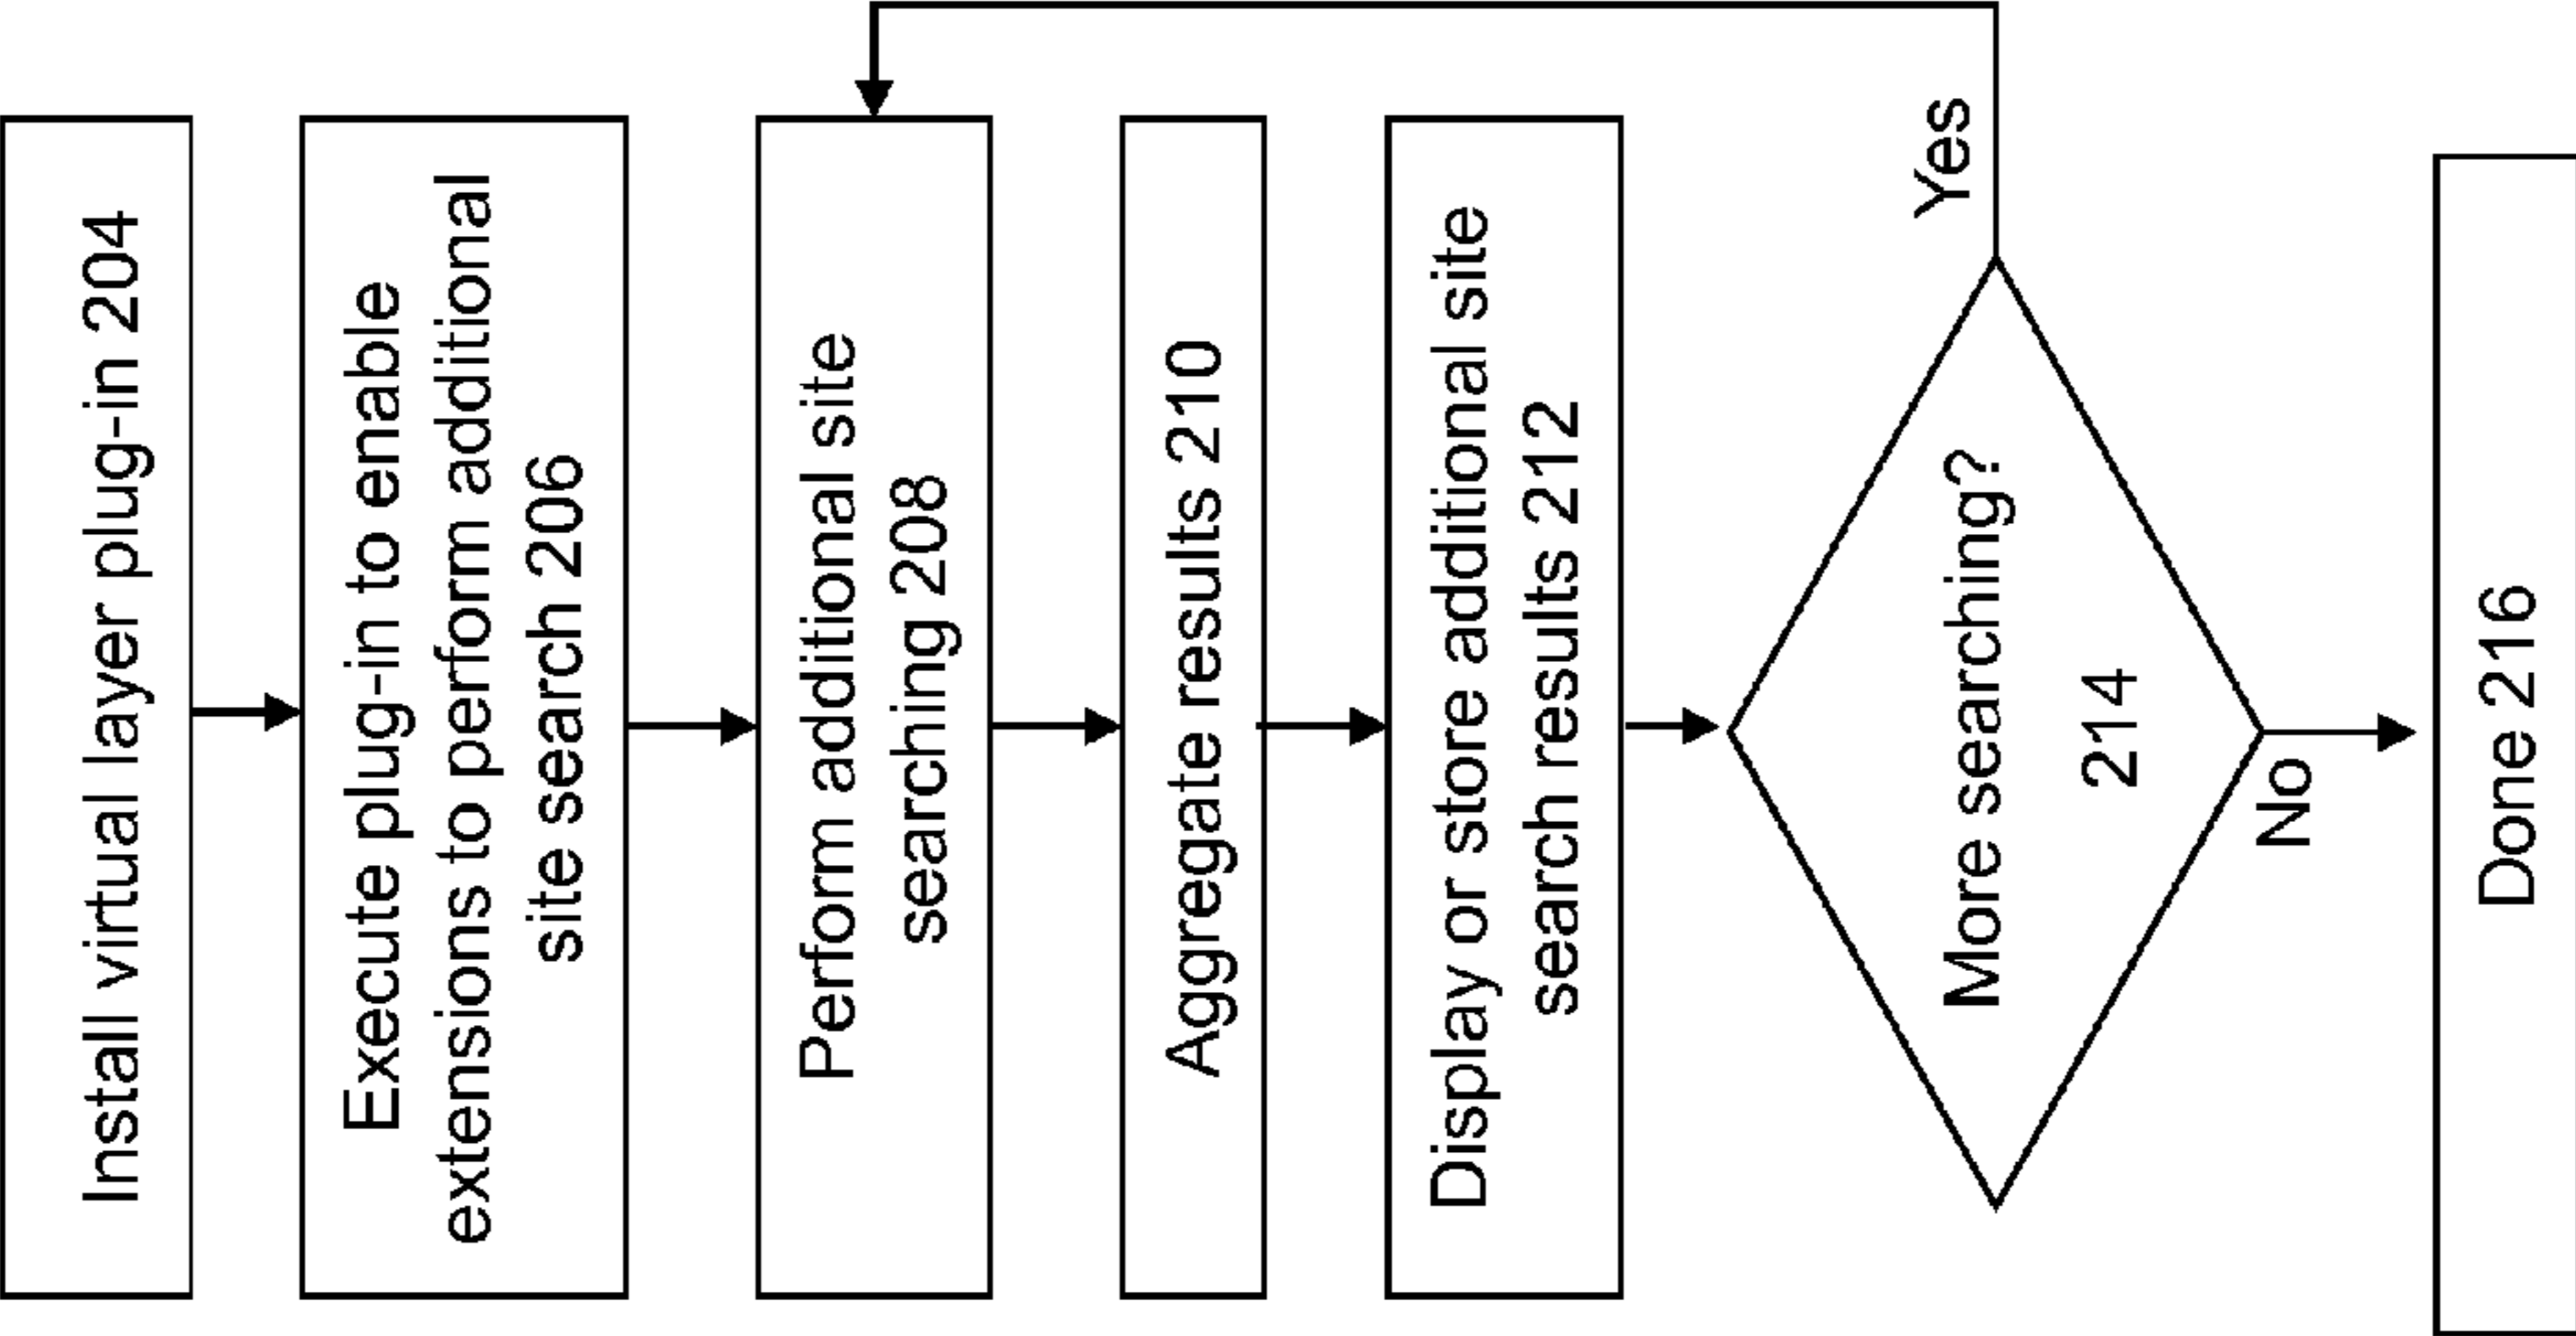 Install virtual layer plug-in 204
Execute plug-in to enable
extensions to perform additional
site search 206
Perform additional site
searching 208
Aggregate results 210
Display or store additional site
search results 212
More searching?
214
Yes
No
Done 216